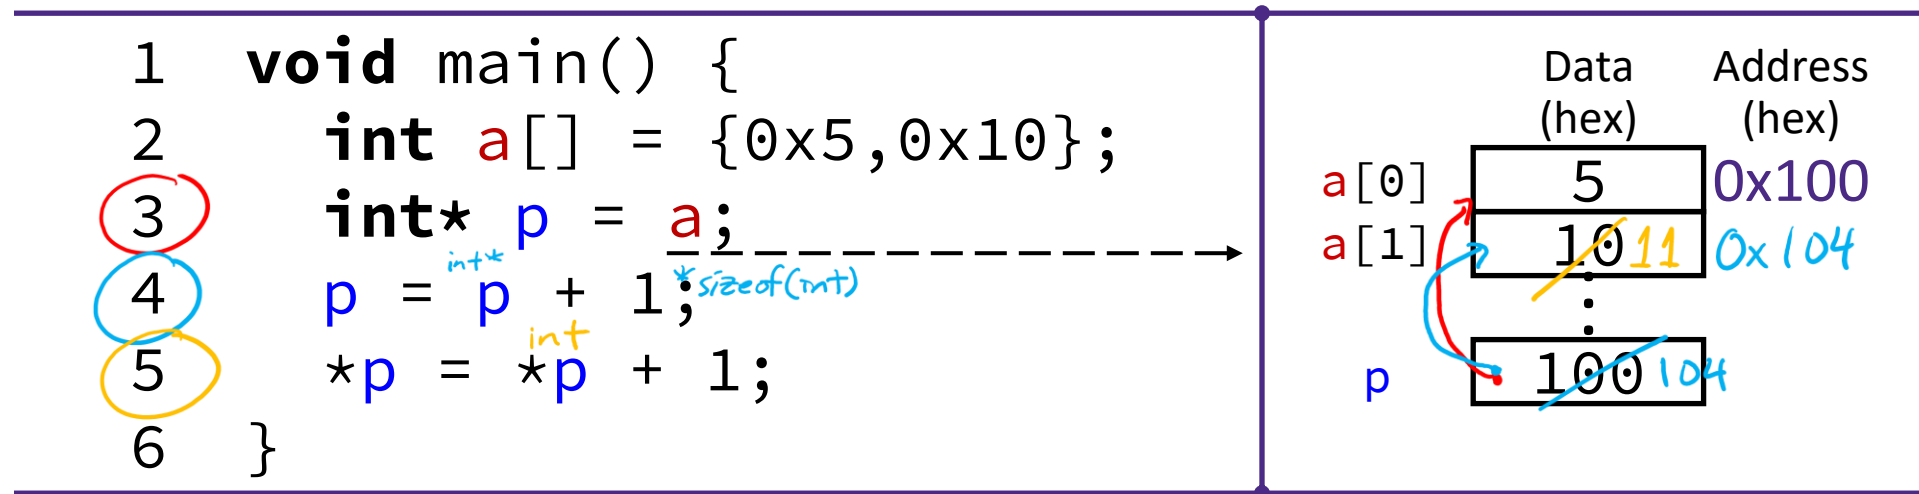 1 void main() {
2 int a[] = {0x5,0x10};
3 int* p = a;
int*
4 p = p + 1; *sizeof(int)
int
5 *p = *p + 1;
6 }
Data Address
(hex) (hex)
a[0] 5 0x100
a[1] 10 11 0x104
p 100 104